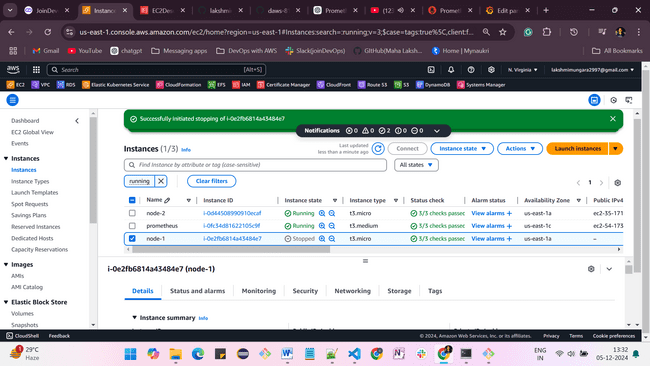 JoinDev
Instanc
EC2Des
lakshmi
daws-8
Prometh
(12)
Promet
Edit pa
us-east-1.console.aws.amazon.com/ec2/home?region=us-east-1#Instances:instanceState=running;v=3;$case=tags:true%5C,client:f...
Gmail
YouTube
chatgpt
Messaging apps
DevOps with AWS
Slack(joinDevOps)
GitHub(Maha Laksh...
Home | Mynaukri
All Bookmarks
aws
Search
[Alt+S]
N. Virginia
lakshmimungara2997@gmail.com
EC2
VPC
RDS
Elastic Kubernetes Service
CloudFormation
EFS
IAM
Certificate Manager
CloudFront
Route 53
S3
DynamoDB
Systems Manager
Dashboard
EC2 Global View
Events
Instances
Instances
Instance Types
Launch Templates
Spot Requests
Savings Plans
Reserved Instances
Dedicated Hosts
Capacity Reservations
Images
AMIs
AMI Catalog
Elastic Block Store
Volumes
Snapshots
Successfully initiated stopping of i-0e2fb6814a43484e7
Notifications 0 0 2 0 0
Instances (1/3) Info
Last updated
less than a minute ago
Connect
Instance state
Actions
Launch instances
Find Instance by attribute or tag (case-sensitive)
All states
running
Clear filters
1
Name
Instance ID
Instance state
Instance type
Status check
Alarm status
Availability Zone
Public IPv4
node-2 i-0d44508990910ecaf Running t3.micro 3/3 checks passed View alarms us-east-1a ec2-35-171
prometheus i-0fc34d81622105c9f Running t3.medium 3/3 checks passed View alarms us-east-1c ec2-54-173
node-1 i-0e2fb6814a43484e7 Stopped t3.micro 3/3 checks passed View alarms us-east-1a –
i-0e2fb6814a43484e7 (node-1)
Details
Status and alarms
Monitoring
Security
Networking
Storage
Tags
Instance summary Info
CloudShell
Feedback
© 2024, Amazon Web Services, Inc. or its affiliates.
Privacy
Terms
Cookie preferences
29°C
Haze
ENG
IN
13:32
05-12-2024